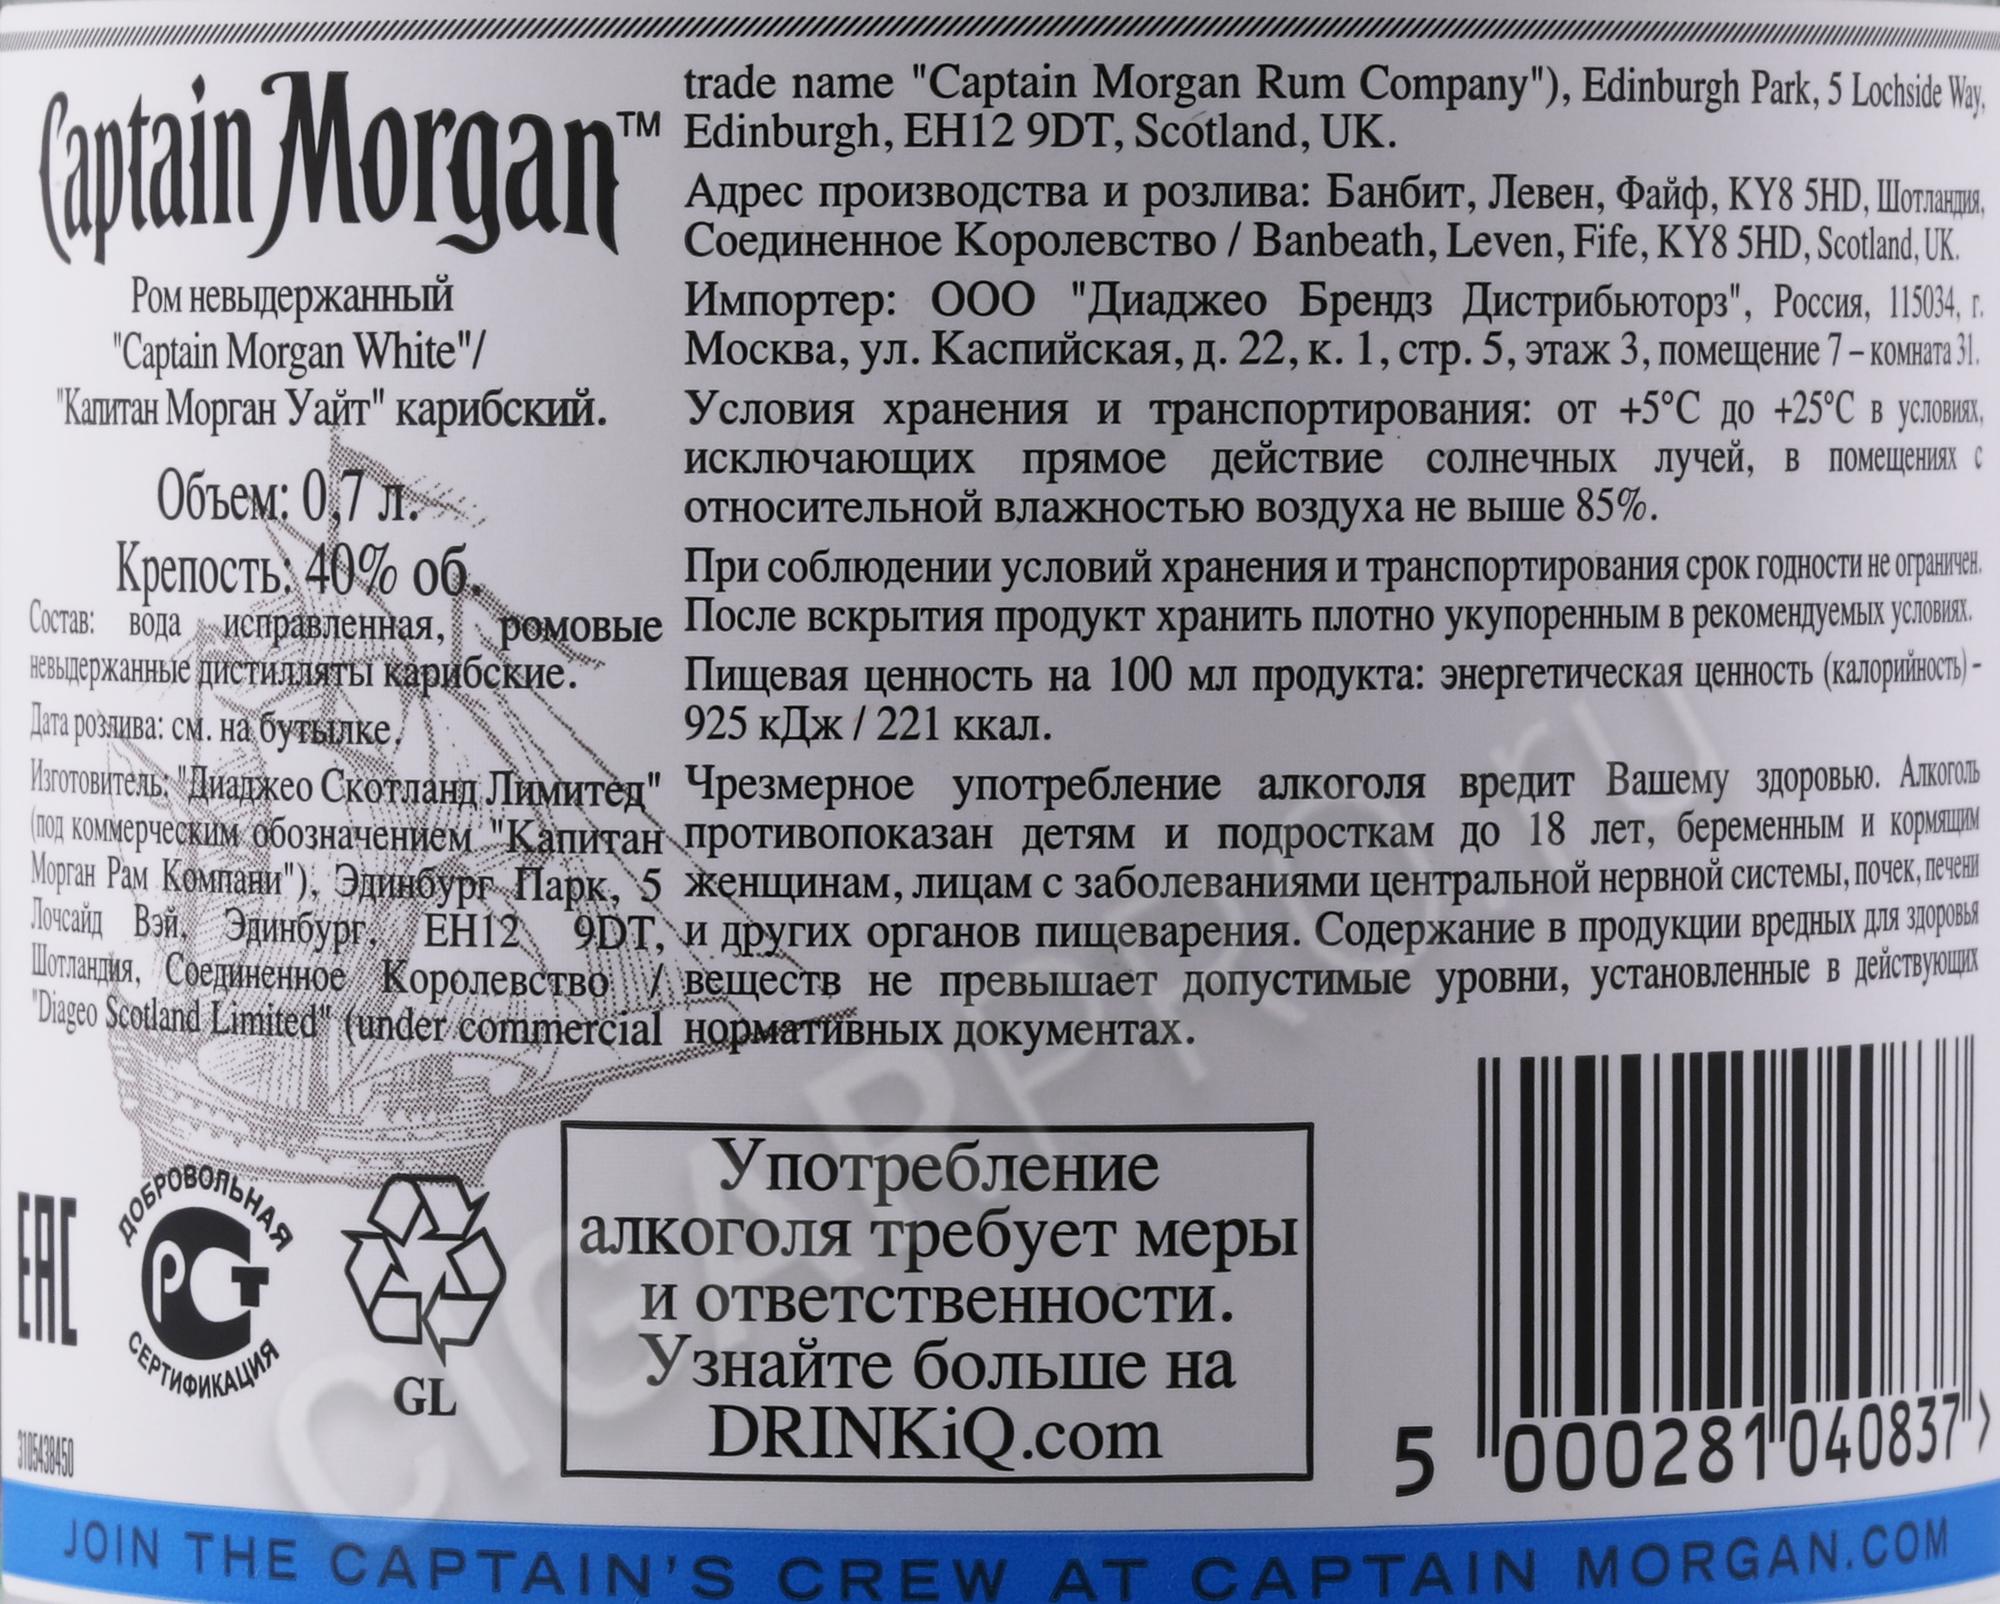 Captain Morgan™
Ром невыдержанный
"Captain Morgan White"/
"Капитан Морган Уайт" карибский.
Объем: 0,7 л.
Крепость: 40% об.
Состав: вода исправленная, ромовые
невыдержанные дистилляты карибские.
Дата розлива: см. на бутылке.
Изготовитель: "Диаджео Скотланд Лимитед"
(под коммерческим обозначением "Капитан
Морган Рам Компани"), Эдинбург Парк, 5
Лочсайд Вэй, Эдинбург, EH12 9DT,
Шотландия, Соединенное Королевство /
"Diageo Scotland Limited" (under commercial
trade name "Captain Morgan Rum Company"), Edinburgh Park, 5 Lochside Way,
Edinburgh, EH12 9DT, Scotland, UK.
Адрес производства и розлива: Банбит, Левен, Файф, KY8 5HD, Шотландия,
Соединенное Королевство / Banbeath, Leven, Fife, KY8 5HD, Scotland, UK.
Импортер: ООО "Диаджео Брендз Дистрибьюторз", Россия, 115034, г.
Москва, ул. Каспийская, д. 22, к. 1, стр. 5, этаж 3, помещение 7 – комната 31.
Условия хранения и транспортирования: от +5°C до +25°C в условиях,
исключающих прямое действие солнечных лучей, в помещениях с
относительной влажностью воздуха не выше 85%.
При соблюдении условий хранения и транспортирования срок годности не ограничен.
После вскрытия продукт хранить плотно укупоренным в рекомендуемых условиях.
Пищевая ценность на 100 мл продукта: энергетическая ценность (калорийность) -
925 кДж / 221 ккал.
Чрезмерное употребление алкоголя вредит Вашему здоровью. Алкоголь
противопоказан детям и подросткам до 18 лет, беременным и кормящим
женщинам, лицам с заболеваниями центральной нервной системы, почек, печени
и других органов пищеварения. Содержание в продукции вредных для здоровья
веществ не превышает допустимые уровни, установленные в действующих
нормативных документах.
EAC
ДОБРОВОЛЬНАЯ
РСТ
СЕРТИФИКАЦИЯ
GL
3105438450
Употребление
алкоголя требует меры
и ответственности.
Узнайте больше на
DRINKiQ.com
5 000281 040837 >
JOIN THE CAPTAIN'S CREW AT CAPTAIN MORGAN.COM
CIGARPRO.ru